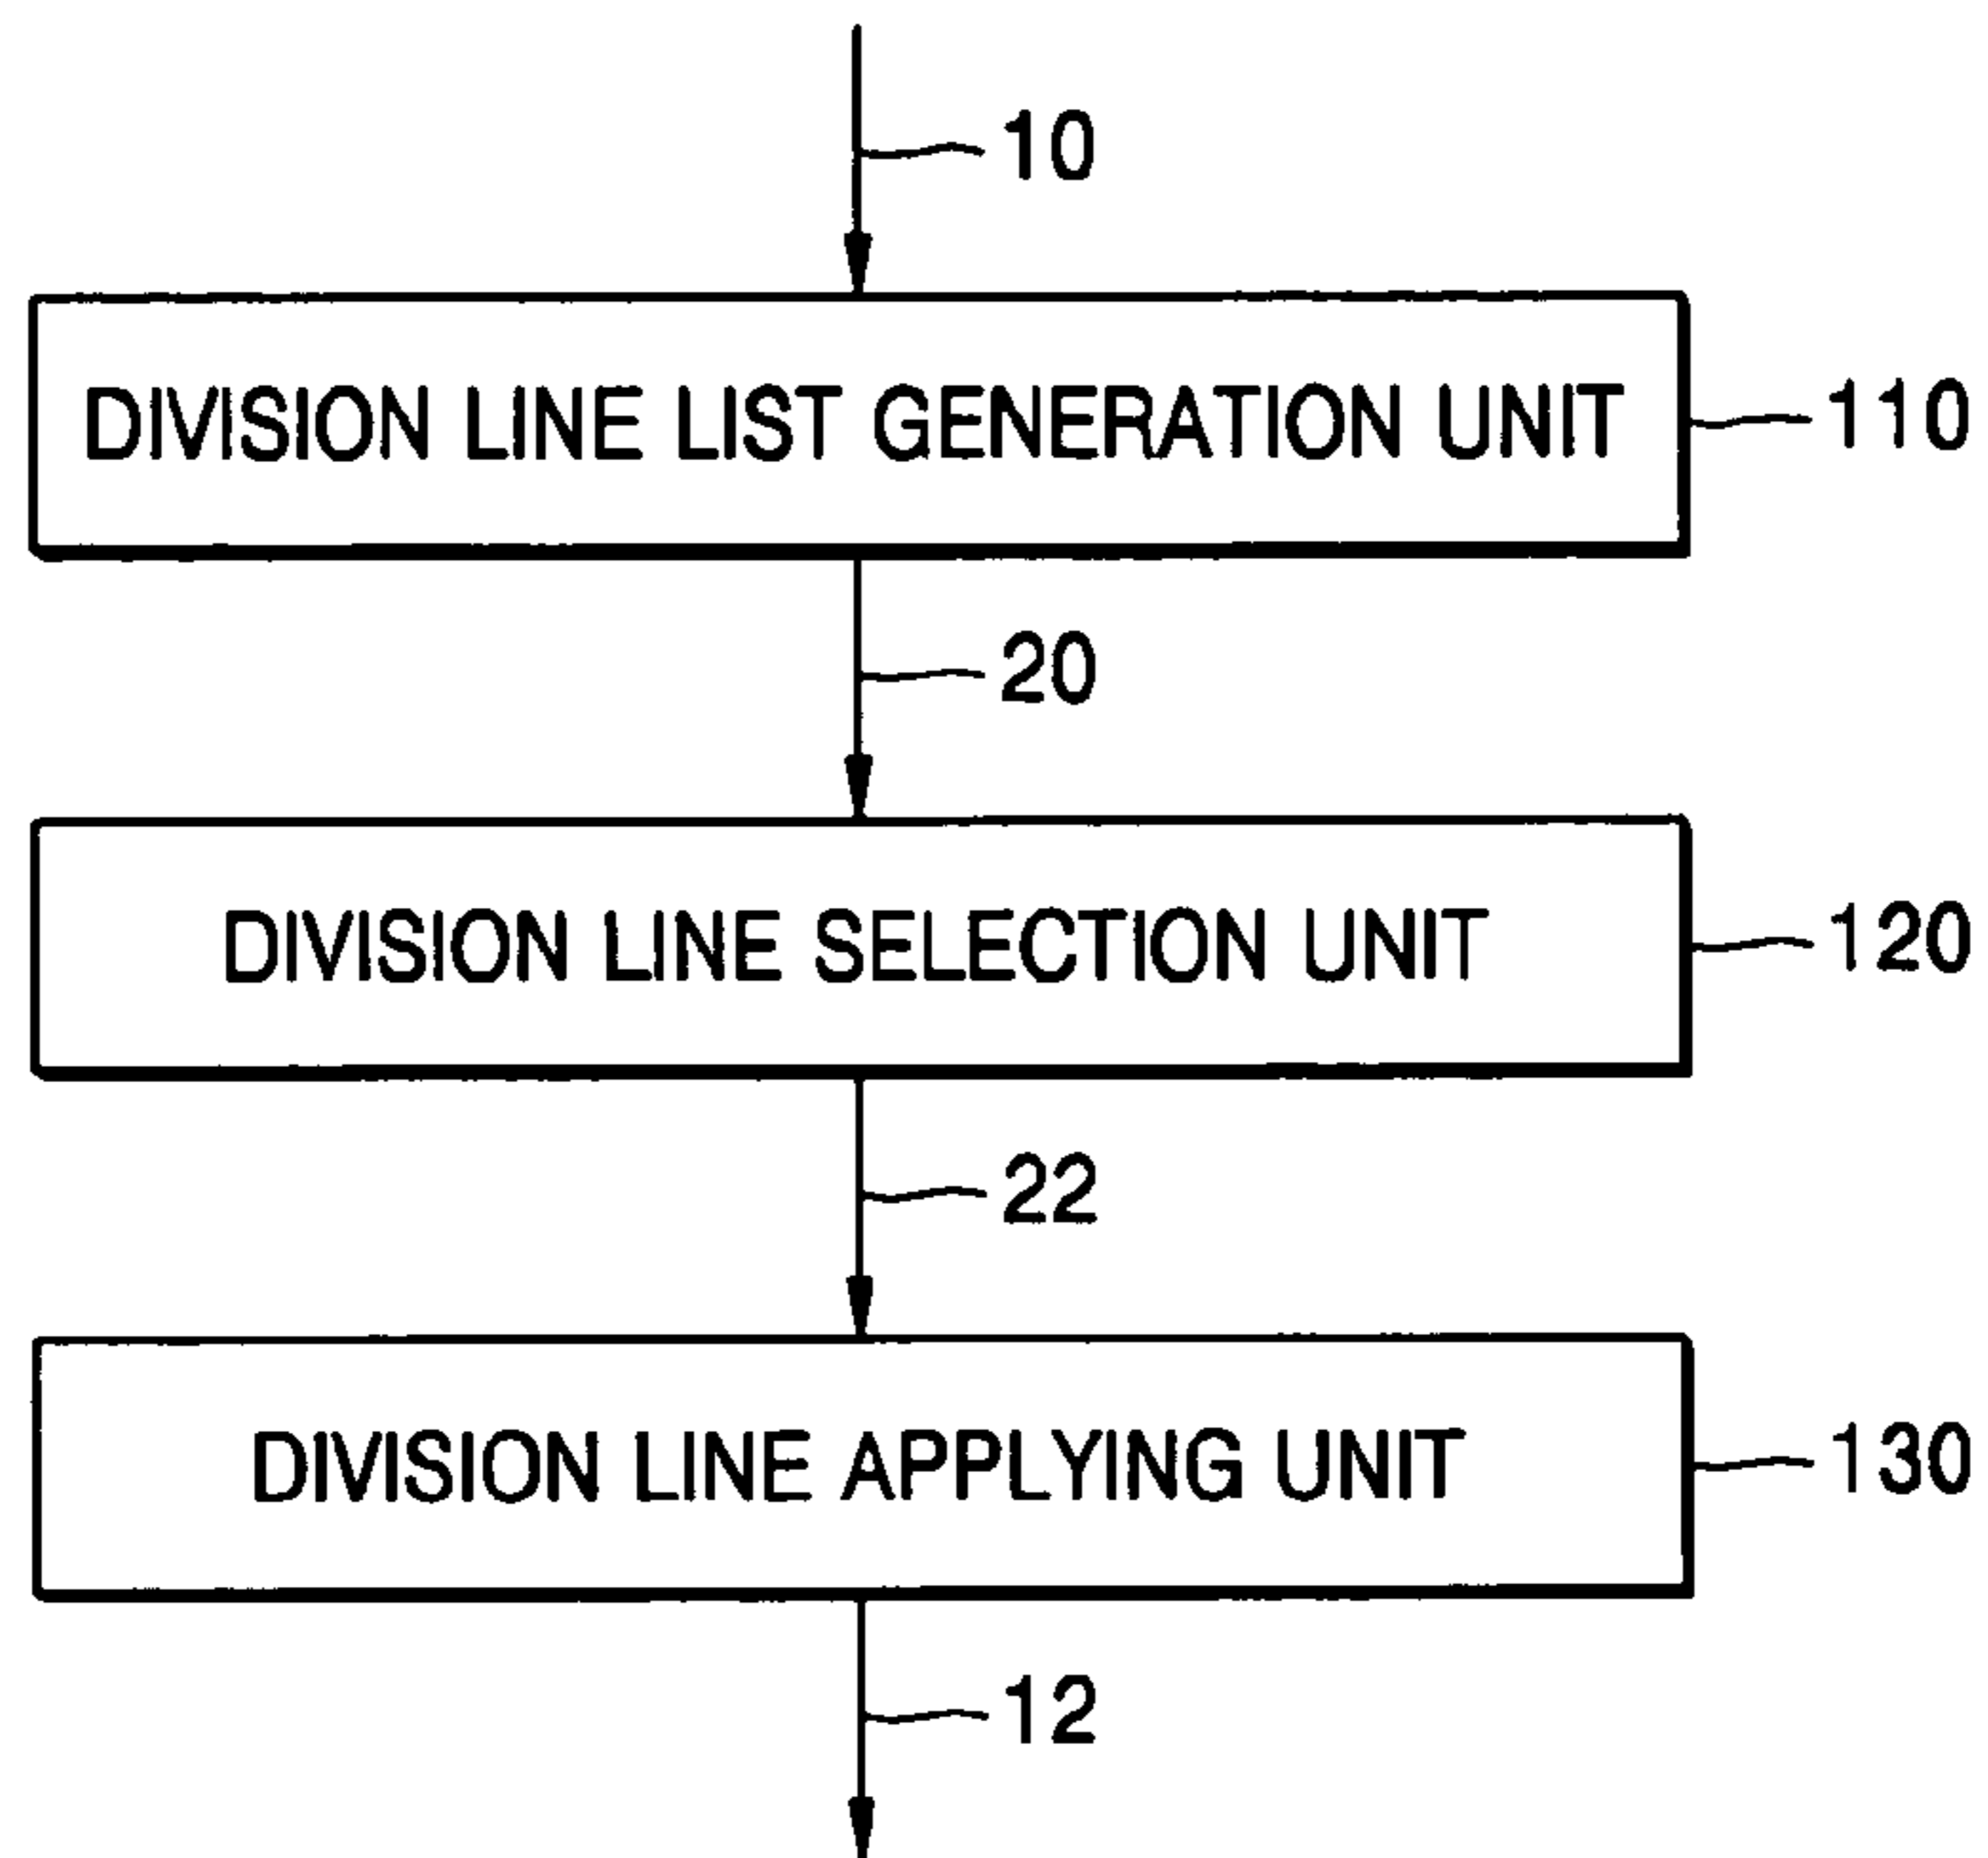 10
DIVISION LINE LIST GENERATION UNIT
110
20
DIVISION LINE SELECTION UNIT
120
22
DIVISION LINE APPLYING UNIT
130
12